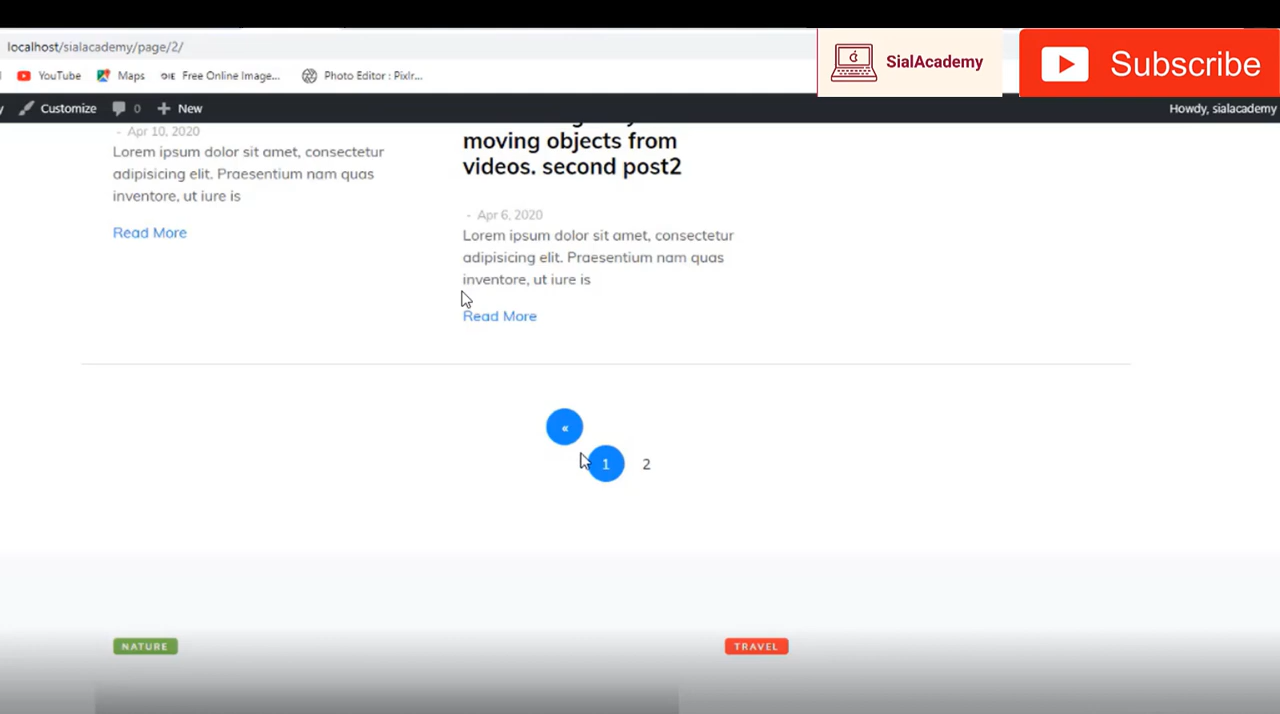 localhost/sialacademy/page/2/
YouTube
Maps
Free Online Image...
Photo Editor : Pixlr...
SialAcademy
Subscribe
Customize
0
New
Howdy, sialacademy
- Apr 10, 2020
Lorem ipsum dolor sit amet, consectetur
adipisicing elit. Praesentium nam quas
inventore, ut iure is
Read More
moving objects from
videos. second post2
- Apr 6, 2020
Lorem ipsum dolor sit amet, consectetur
adipisicing elit. Praesentium nam quas
inventore, ut iure is
Read More
«
1 2
NATURE
TRAVEL